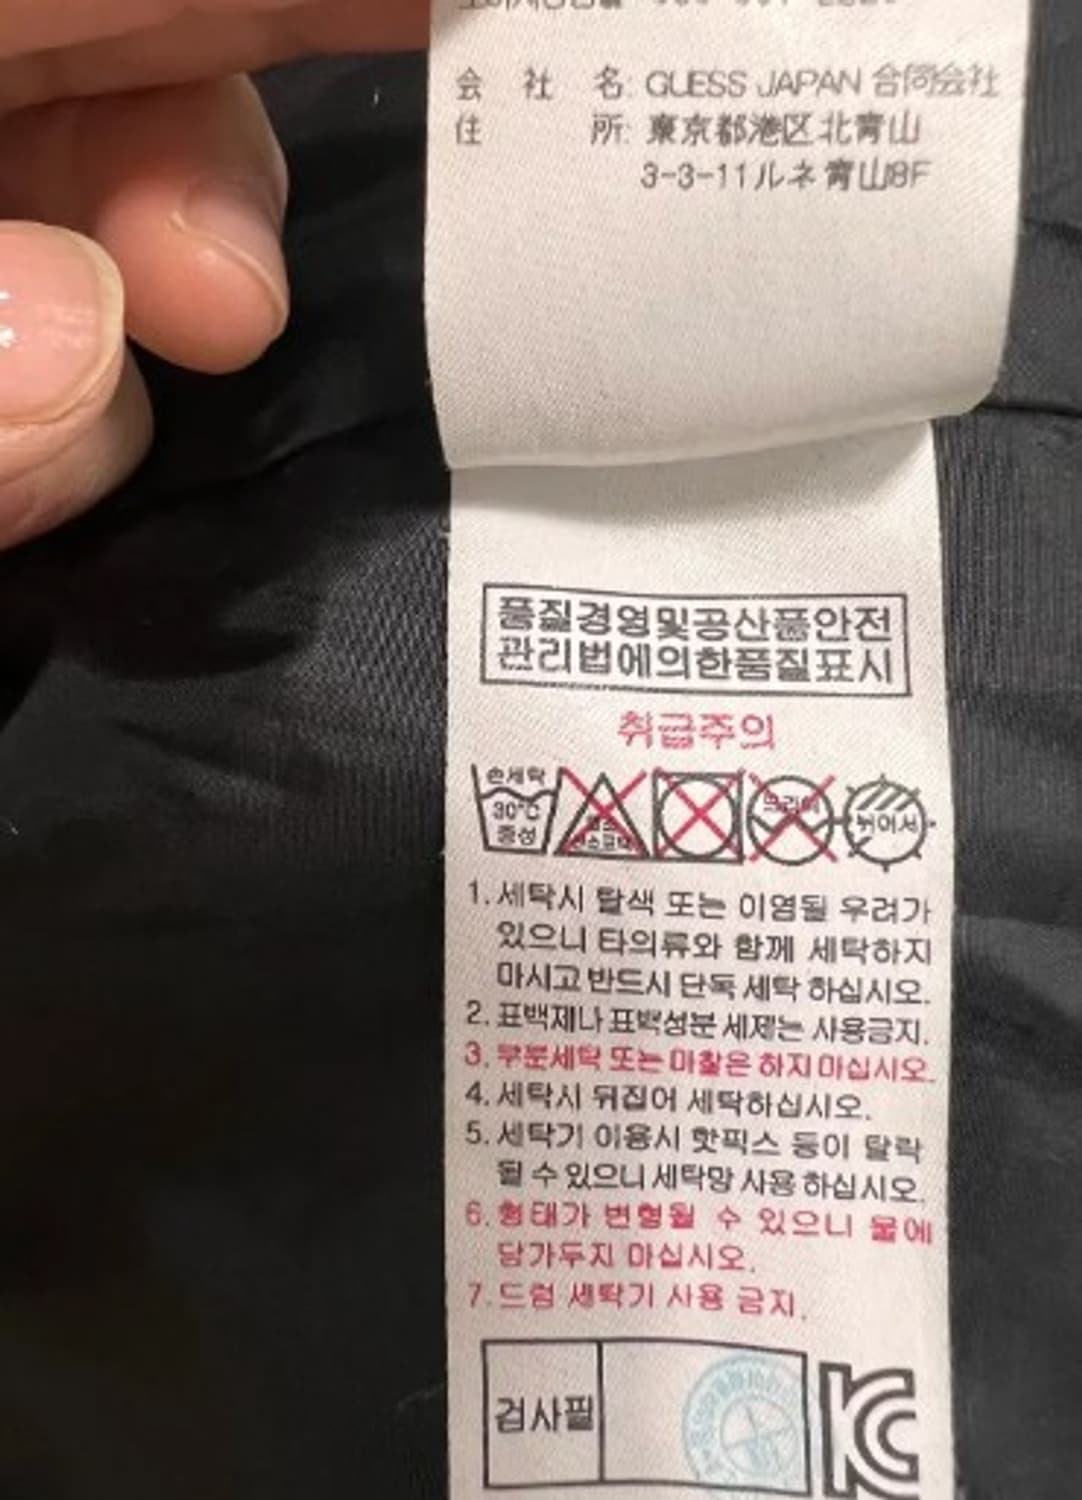 会 社 名: GUESS JAPAN 合同会社
住 所: 東京都港区北青山
3-3-11ルネ青山8F
품질경영및공산품안전
관리법에의한품질표시
취급주의
손세탁
30℃
중성
드라이
뉘어서
1. 세탁시 탈색 또는 이염될 우려가
있으니 타의류와 함께 세탁하지
마시고 반드시 단독 세탁 하십시오.
2. 표백제나 표백성분 세제는 사용금지.
3. 부분세탁 또는 마찰은 하지 마십시오.
4. 세탁시 뒤집어 세탁하십시오.
5. 세탁기 이용시 핫픽스 등이 탈락
될 수 있으니 세탁망 사용 하십시오.
6. 형태가 변형될 수 있으니 물에
담가두지 마십시오.
7. 드럼 세탁기 사용 금지.
검사필